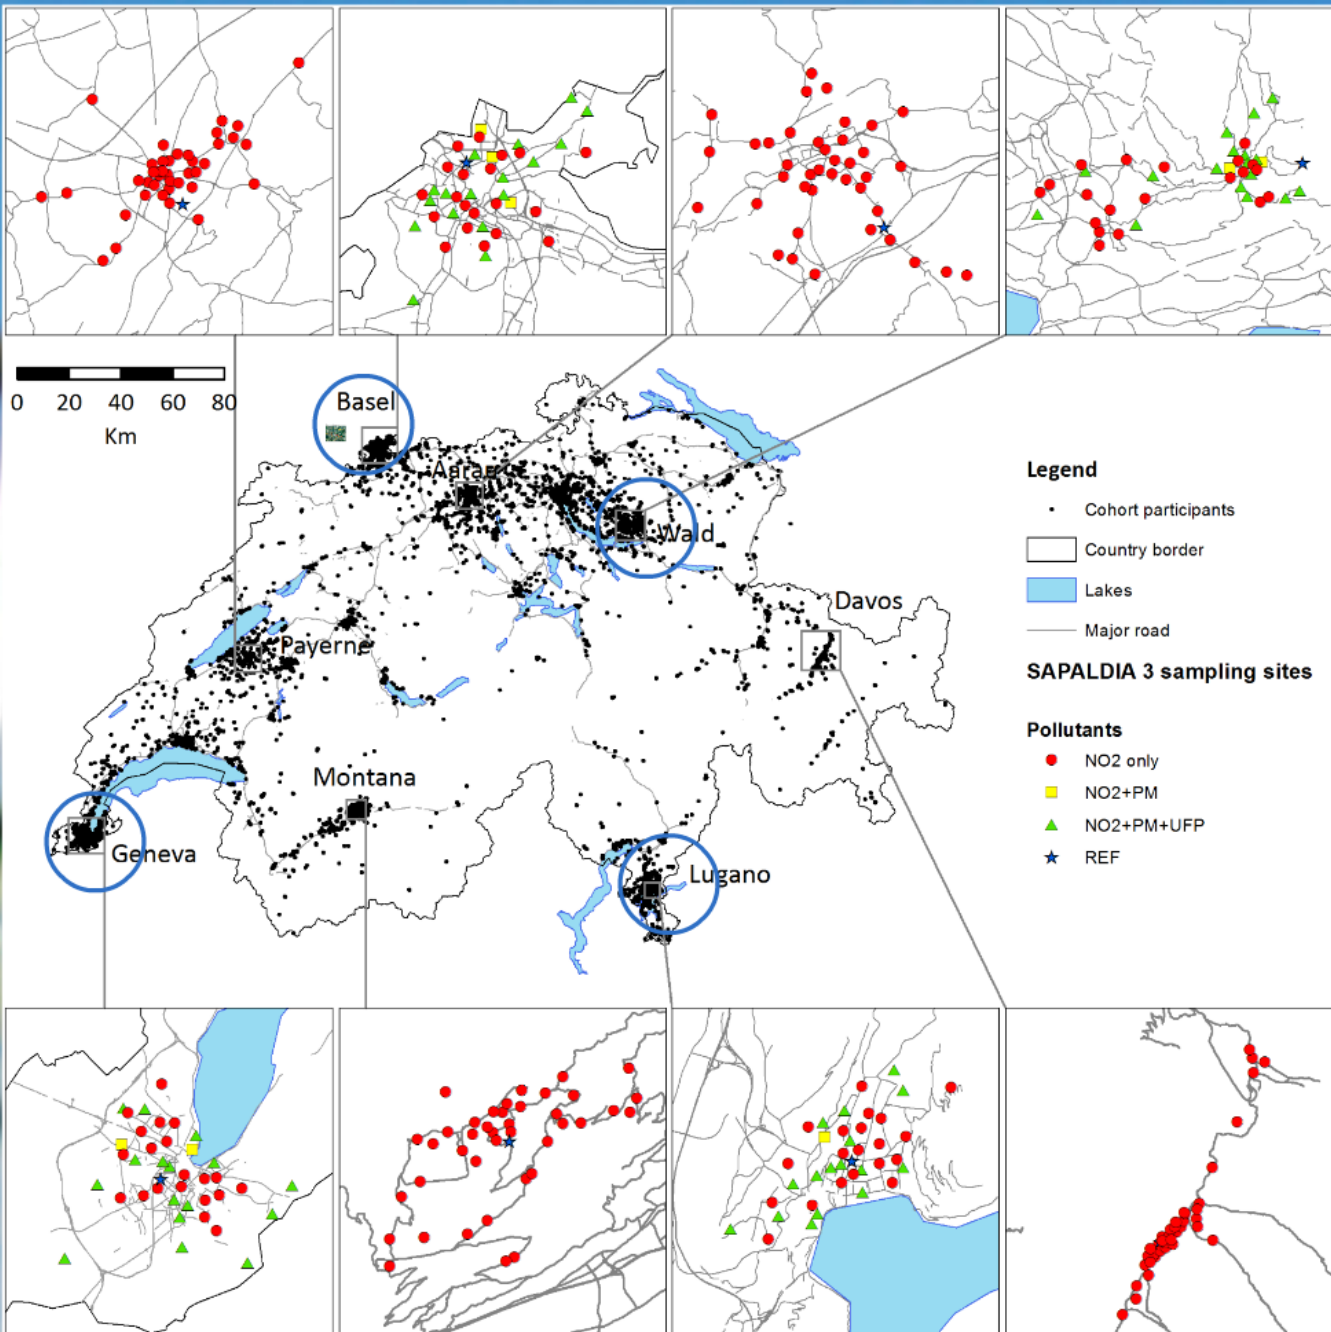 0 20 40 60 80
Km
Basel
Aarau
Wald
Davos
Payerne
Montana
Geneva
Lugano
Legend
Cohort participants
Country border
Lakes
Major road
SAPALDIA 3 sampling sites
Pollutants
NO2 only
NO2+PM
NO2+PM+UFP
REF